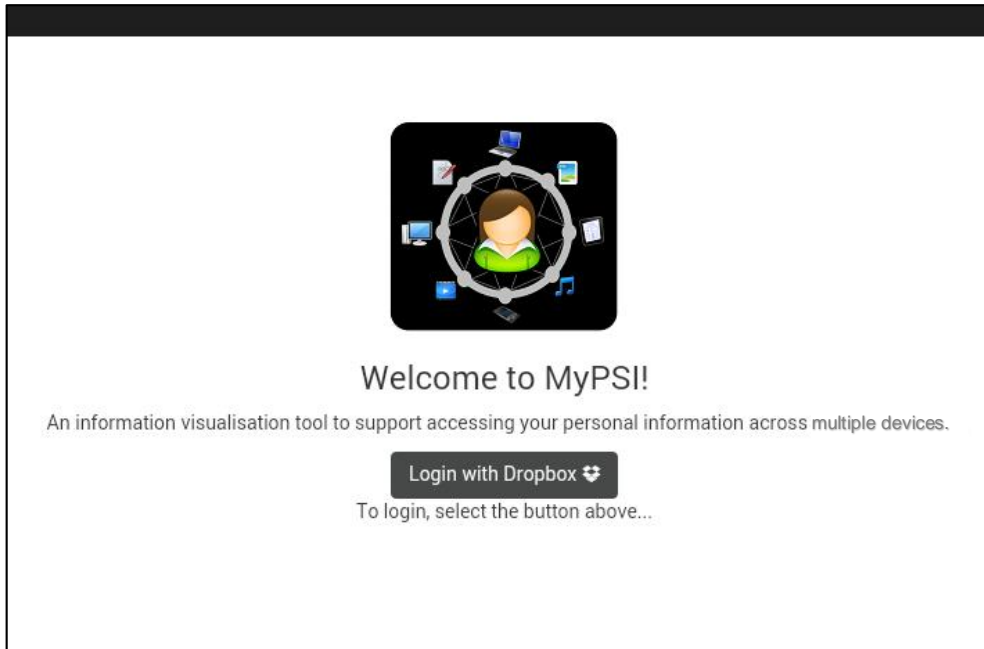 Welcome to MyPSI!
An information visualisation tool to support accessing your personal information across multiple devices.
Login with Dropbox
To login, select the button above...